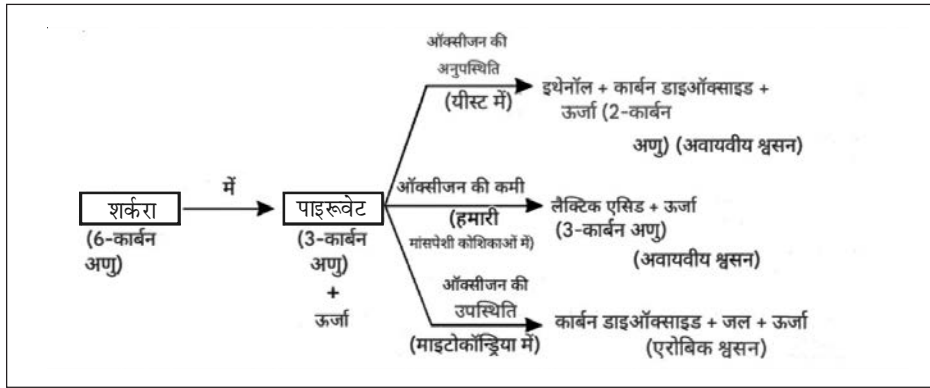 ऑक्सीजन की
अनुपस्थिति
(यीस्ट में)
इथेनॉल + कार्बन डाइऑक्साइड +
ऊर्जा (2-कार्बन
अणु) (अवायवीय श्वसन)
शर्करा
(6-कार्बन
अणु)
में
पाइरूवेट
(3-कार्बन
अणु)
+
ऊर्जा
ऑक्सीजन की कमी
(हमारी
मांसपेशी कोशिकाओं में)
लैक्टिक एसिड + ऊर्जा
(3-कार्बन अणु)
(अवायवीय श्वसन)
ऑक्सीजन की
उपस्थिति
(माइटोकॉन्ड्रिया में)
कार्बन डाइऑक्साइड + जल + ऊर्जा
(एरोबिक श्वसन)